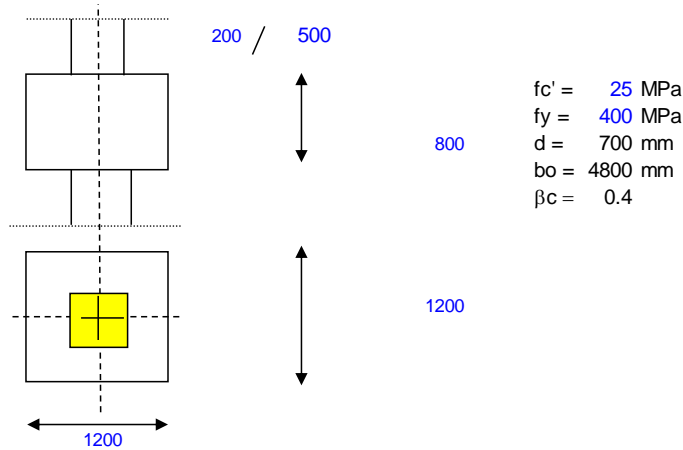 200 / 500
fc' = 25 MPa
fy = 400 MPa
800
d = 700 mm
bo = 4800 mm
βc = 0.4
1200
1200